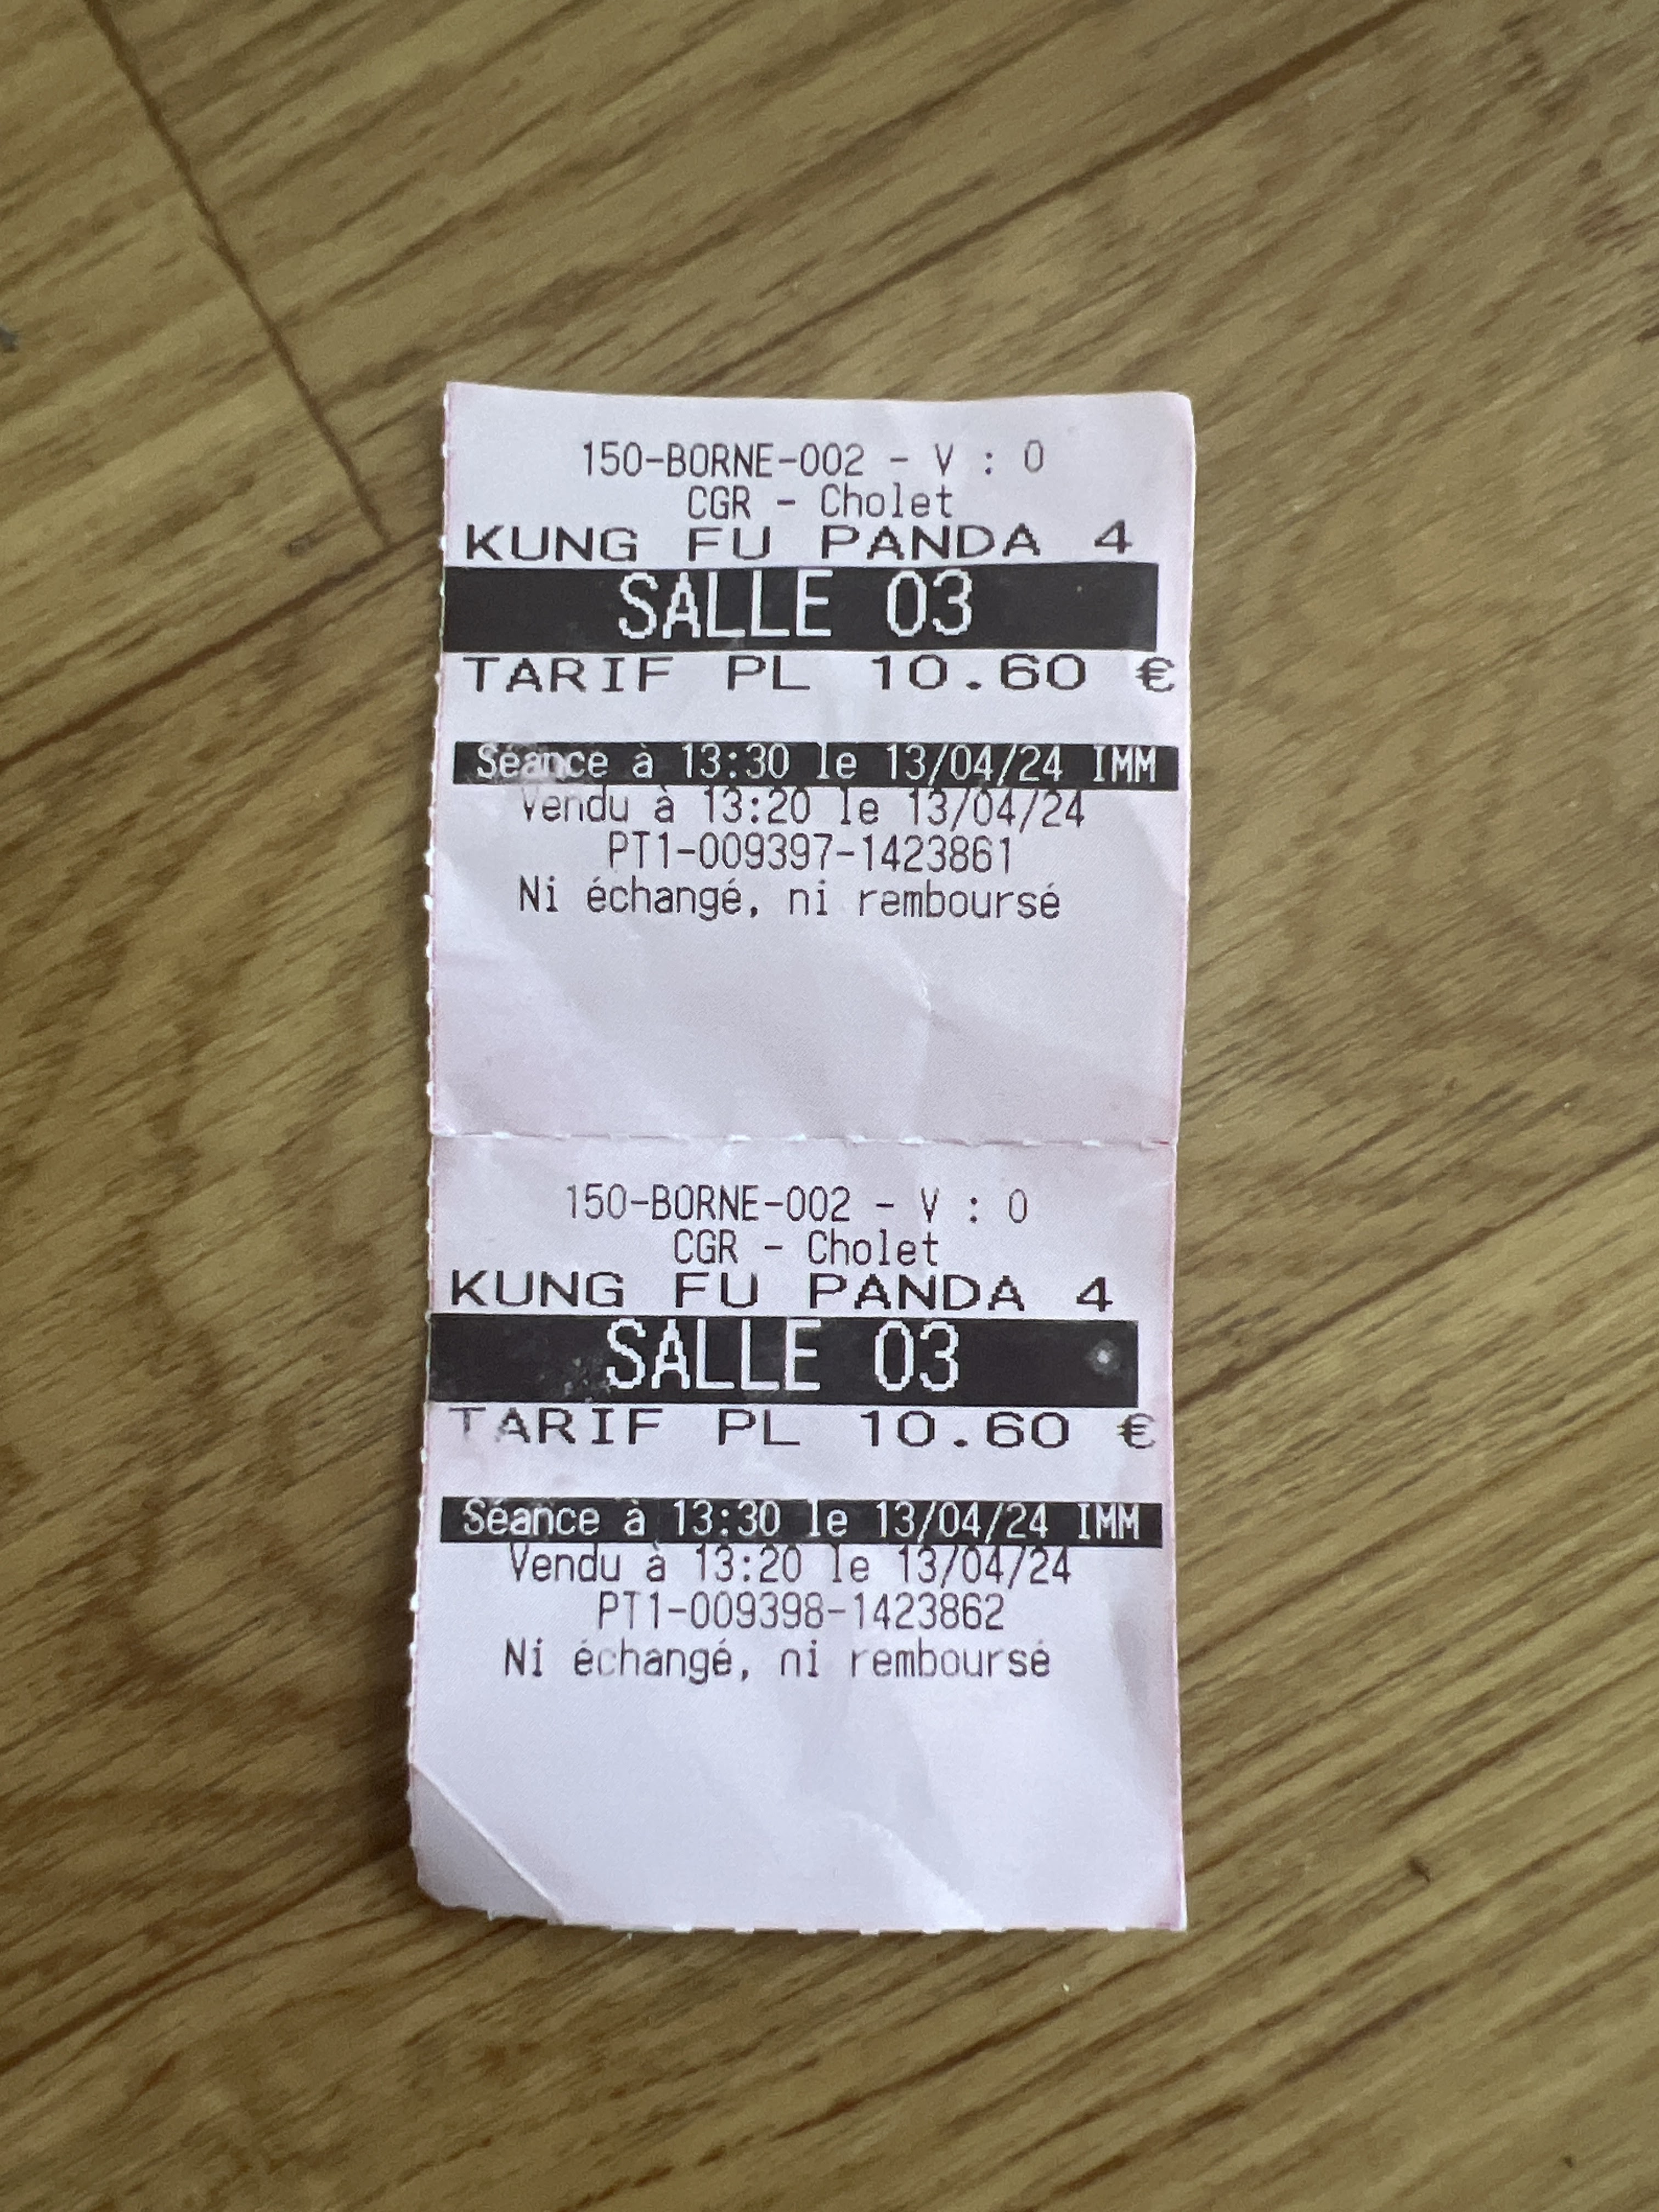 150-BORNE-002 - V : 0
CGR - Cholet
KUNG FU PANDA 4
SALLE 03
TARIF PL 10.60 €
Séance à 13:30 le 13/04/24 IMM
Vendu à 13:20 le 13/04/24
PT1-009397-1423861
Ni échangé, ni remboursé
150-BORNE-002 - V : 0
CGR - Cholet
KUNG FU PANDA 4
SALLE 03
TARIF PL 10.60 €
Séance à 13:30 le 13/04/24 IMM
Vendu à 13:20 le 13/04/24
PT1-009398-1423862
Ni échangé, ni remboursé